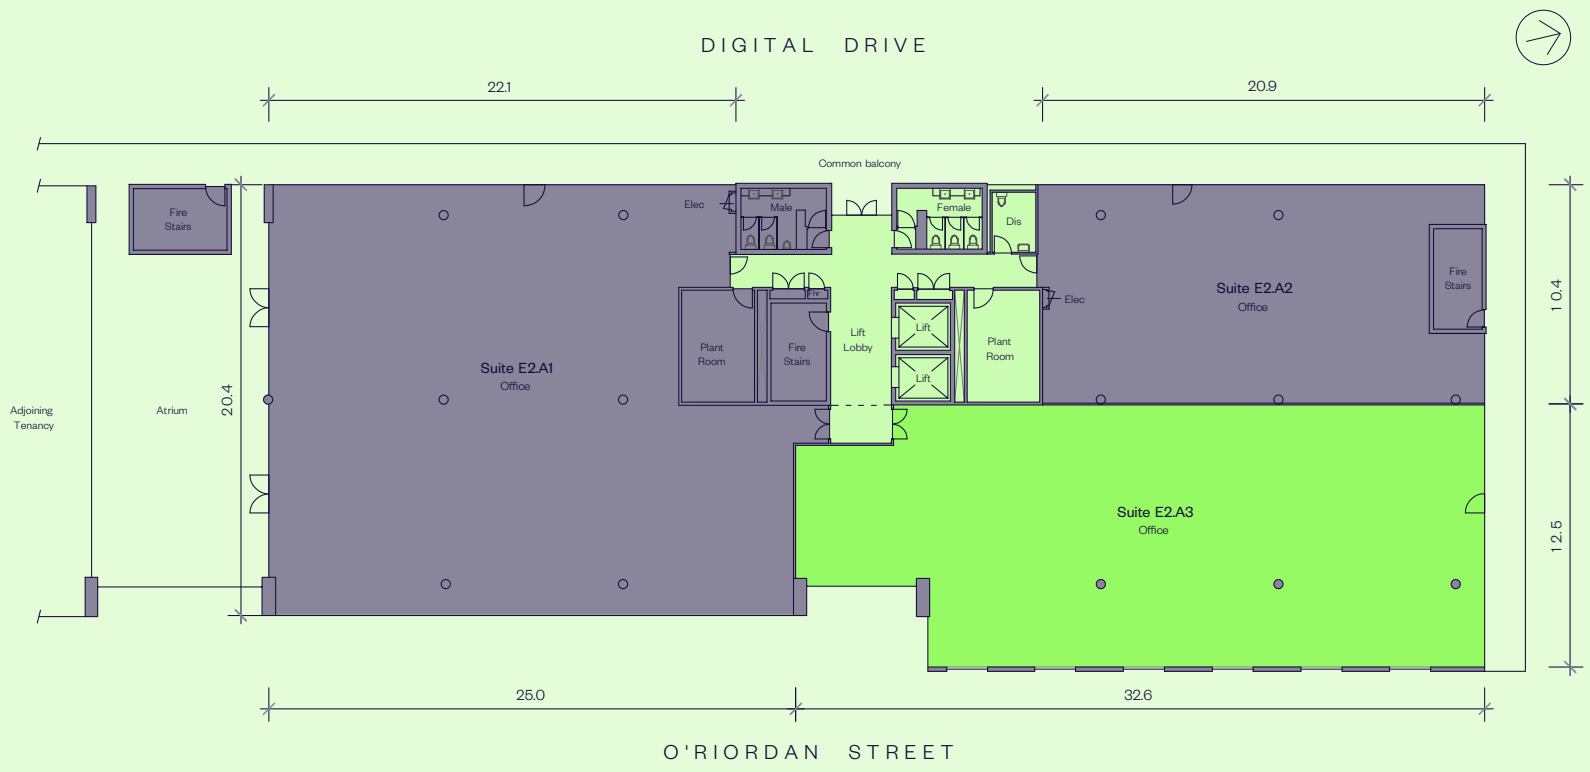 DIGITAL DRIVE
22.1
20.9
Common balcony
Elec
Male
Female
Dis
Fire
Stairs
Suite E2.A2
Office
Fire
Stairs
Elec
10.4
Fhr
Lift
Lobby
Lift
Lift
Plant
Room
Fire
Stairs
Plant
Room
Suite E2.A1
Office
20.4
Adjoining
Tenancy
Atrium
Suite E2.A3
Office
12.5
25.0
32.6
O'RIORDAN STREET